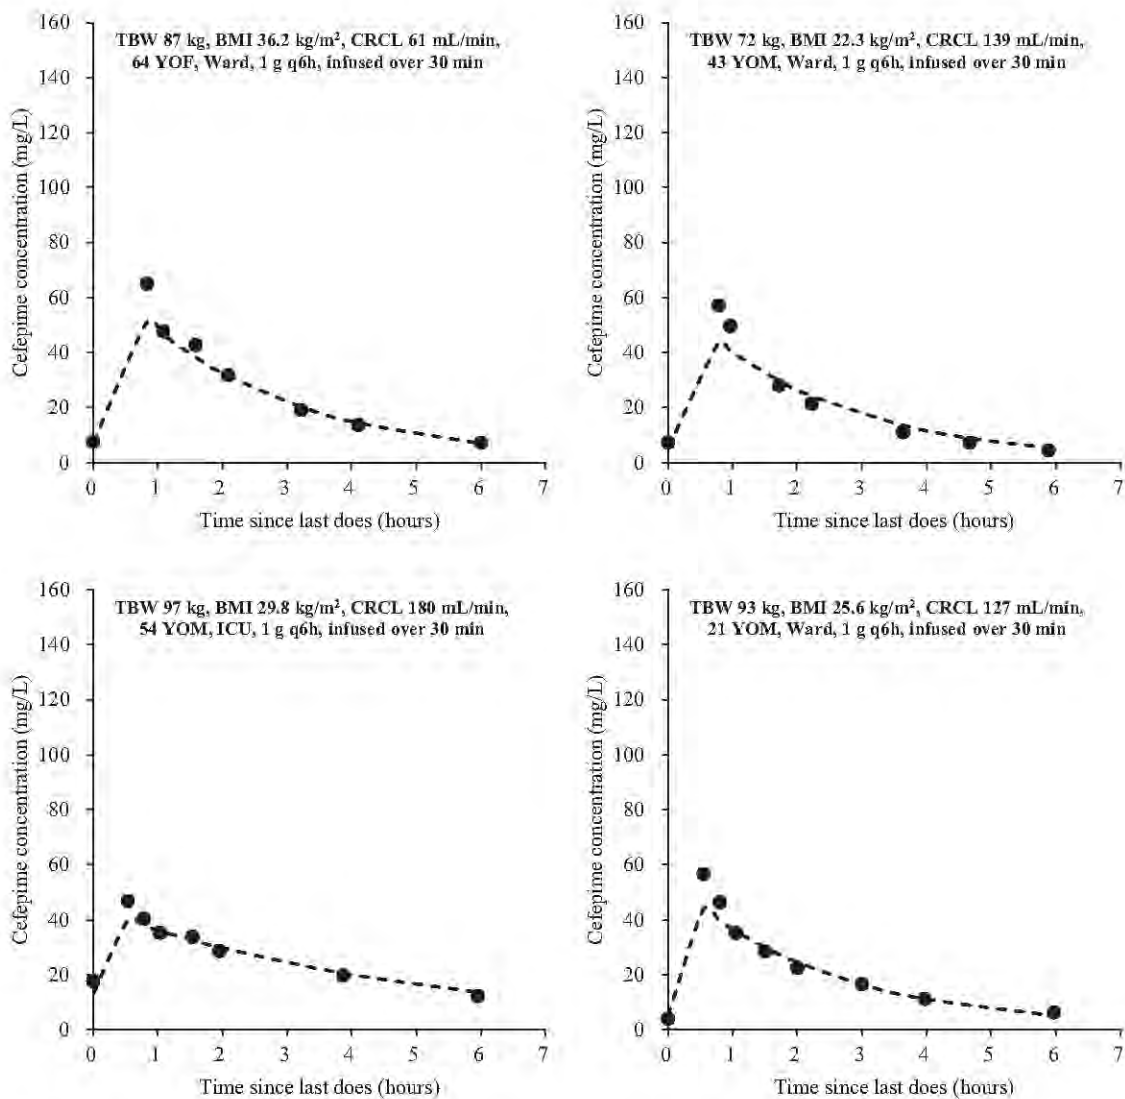 TBW 87 kg, BMI 36.2 kg/m², CRCL 61 mL/min,
64 YOF, Ward, 1 g q6h, infused over 30 min
Cefepime concentration (mg/L)
160
140
120
100
80
60
40
20
0
0 1 2 3 4 5 6 7
Time since last does (hours)
TBW 72 kg, BMI 22.3 kg/m², CRCL 139 mL/min,
43 YOM, Ward, 1 g q6h, infused over 30 min
Cefepime concentration (mg/L)
160
140
120
100
80
60
40
20
0
0 1 2 3 4 5 6 7
Time since last does (hours)
TBW 97 kg, BMI 29.8 kg/m², CRCL 180 mL/min,
54 YOM, ICU, 1 g q6h, infused over 30 min
Cefepime concentration (mg/L)
160
140
120
100
80
60
40
20
0
0 1 2 3 4 5 6 7
Time since last does (hours)
TBW 93 kg, BMI 25.6 kg/m², CRCL 127 mL/min,
21 YOM, Ward, 1 g q6h, infused over 30 min
Cefepime concentration (mg/L)
160
140
120
100
80
60
40
20
0
0 1 2 3 4 5 6 7
Time since last does (hours)